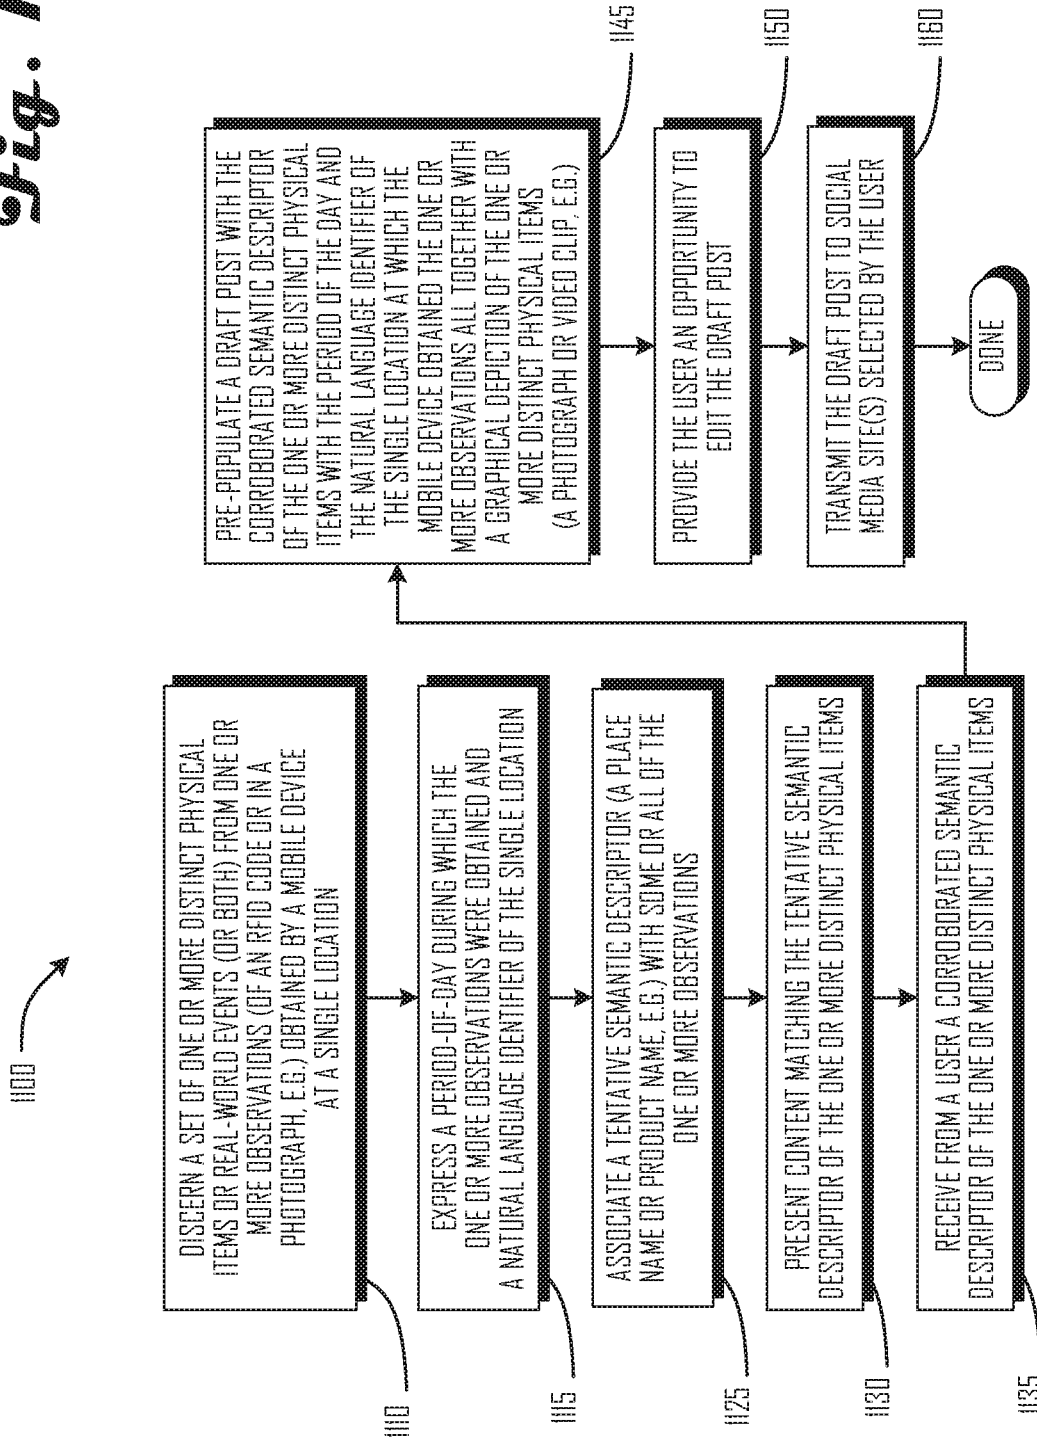 Fig. 1
1100
DISCERN A SET OF ONE OR MORE DISTINCT PHYSICAL
ITEMS OR REAL-WORLD EVENTS (OR BOTH) FROM ONE OR
MORE OBSERVATIONS (OF AN RFID CODE OR IN A
PHOTOGRAPH, E.G.) OBTAINED BY A MOBILE DEVICE
AT A SINGLE LOCATION
1110
EXPRESS A PERIOD-OF-DAY DURING WHICH THE
ONE OR MORE OBSERVATIONS WERE OBTAINED AND
A NATURAL LANGUAGE IDENTIFIER OF THE SINGLE LOCATION
1115
ASSOCIATE A TENTATIVE SEMANTIC DESCRIPTOR (A PLACE
NAME OR PRODUCT NAME, E.G.) WITH SOME OR ALL OF THE
ONE OR MORE OBSERVATIONS
1125
PRESENT CONTENT MATCHING THE TENTATIVE SEMANTIC
DESCRIPTOR OF THE ONE OR MORE DISTINCT PHYSICAL ITEMS
1130
RECEIVE FROM A USER A CORROBORATED SEMANTIC
DESCRIPTOR OF THE ONE OR MORE DISTINCT PHYSICAL ITEMS
1135
PRE-POPULATE A DRAFT POST WITH THE
CORROBORATED SEMANTIC DESCRIPTOR
OF THE ONE OR MORE DISTINCT PHYSICAL
ITEMS WITH THE PERIOD OF THE DAY AND
THE NATURAL LANGUAGE IDENTIFIER OF
THE SINGLE LOCATION AT WHICH THE
MOBILE DEVICE OBTAINED THE ONE OR
MORE OBSERVATIONS ALL TOGETHER WITH
A GRAPHICAL DEPICTION OF THE ONE OR
MORE DISTINCT PHYSICAL ITEMS
(A PHOTOGRAPH OR VIDEO CLIP, E.G.)
1145
PROVIDE THE USER AN OPPORTUNITY TO
EDIT THE DRAFT POST
1150
TRANSMIT THE DRAFT POST TO SOCIAL
MEDIA SITE(S) SELECTED BY THE USER
1160
DONE